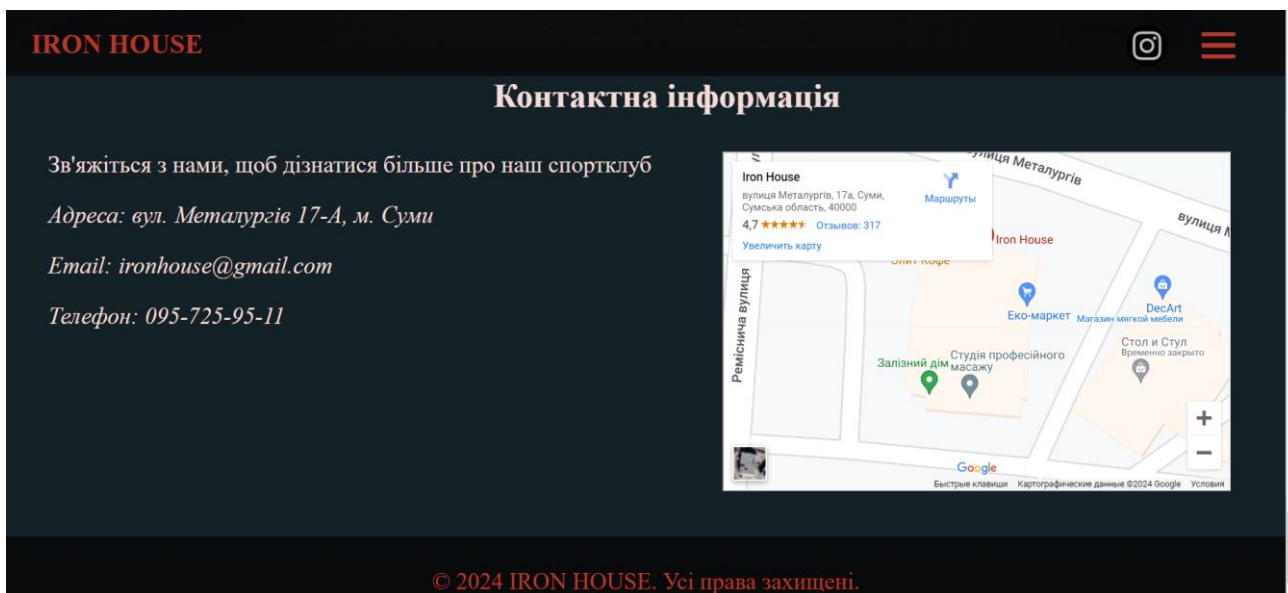 IRON HOUSE
Контактна інформація
Зв'яжіться з нами, щоб дізнатися більше про наш спортклуб
Адреса: вул. Металургів 17-А, м. Суми
Email: ironhouse@gmail.com
Телефон: 095-725-95-11
Iron House
вулиця Металургів, 17а, Суми,
Сумська область, 40000
4,7
Отзывов: 317
Увеличить карту
Маршруты
вулиця Металургів
вулиця
Iron House
Элит Кофе
Ремісничa вулиця
Еко-маркет
DecArt
Магазин мягкой мебели
Стол и Стул
Временно закрыто
Залізний дім
Студія професійного
масажу
+
−
Google
Быстрые клавиши Картографические данные ©2024 Google Условия
© 2024 IRON HOUSE. Усі права захищені.